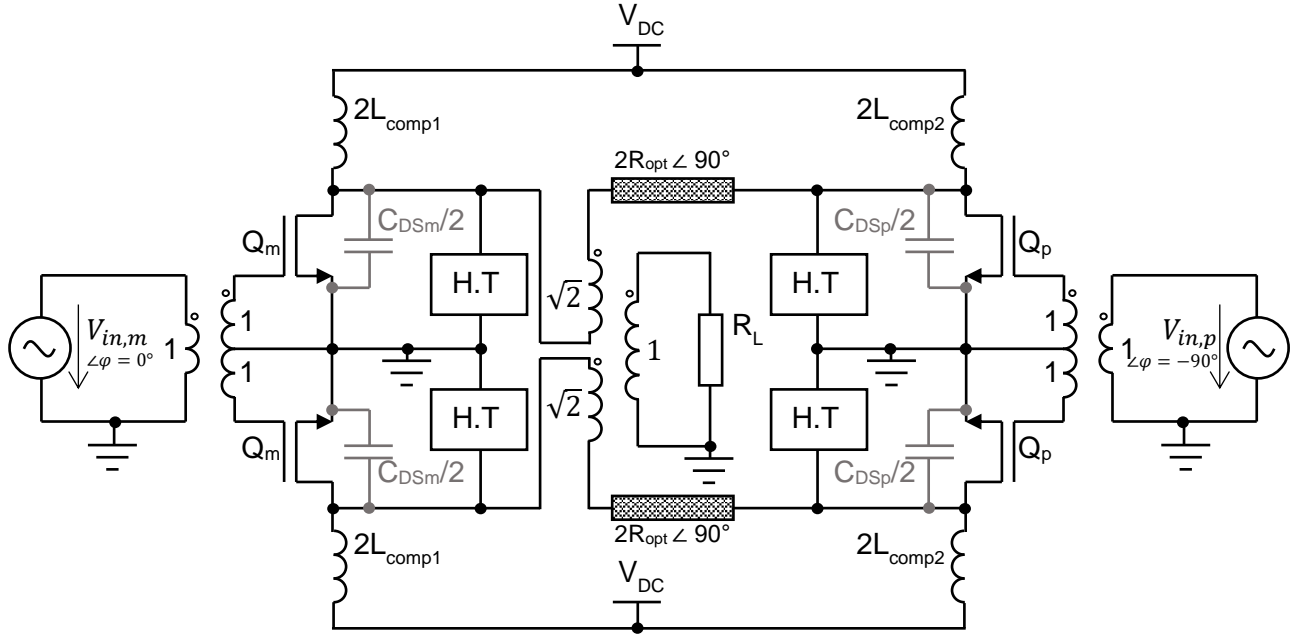 V_DC
2L_comp1
2L_comp2
2R_opt ∠ 90°
C_DSm/2
C_DSp/2
Q_m
Q_p
H.T
H.T
√2
V_in,m
∠φ = 0°
1
1
1
R_L
1
1
1
V_in,p
∠φ = −90°
1
√2
H.T
H.T
Q_m
Q_p
C_DSm/2
C_DSp/2
2R_opt ∠ 90°
2L_comp1
2L_comp2
V_DC